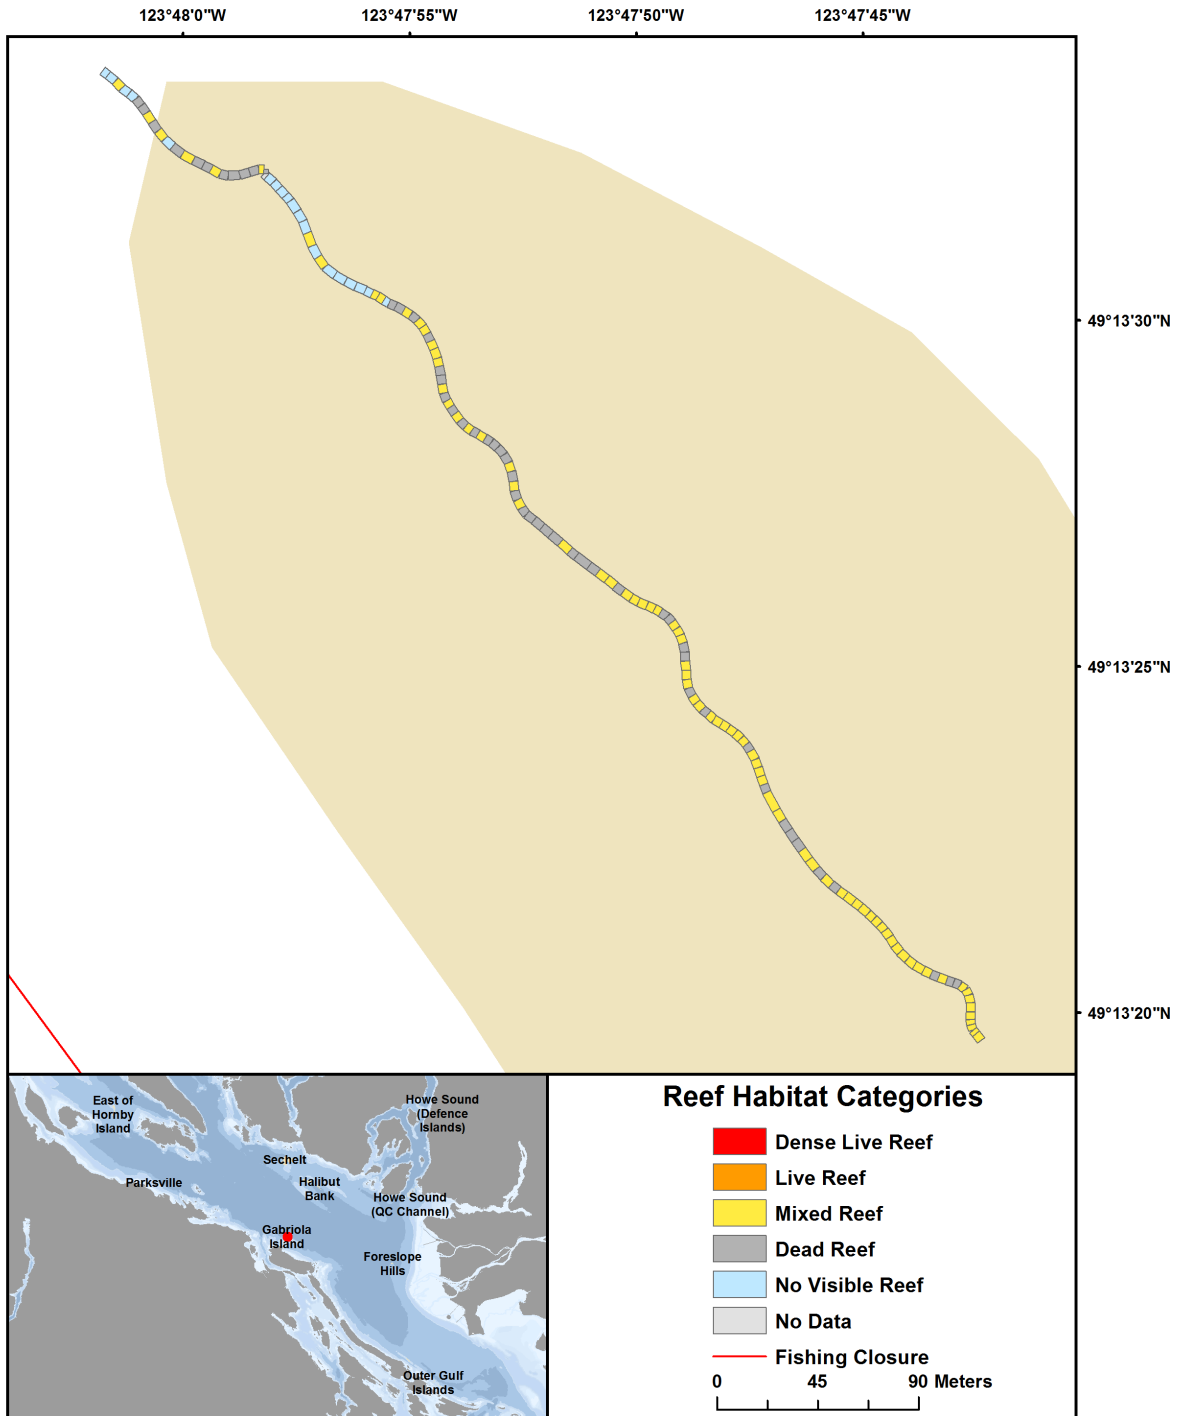 123°48'0"W
123°47'55"W
123°47'50"W
123°47'45"W
49°13'30"N
49°13'25"N
49°13'20"N
East of
Hornby
Island
Howe Sound
(Defence
Islands)
Sechelt
Parksville
Halibut
Bank
Howe Sound
(QC Channel)
Gabriola
Island
Foreslope
Hills
Outer Gulf
Islands
Reef Habitat Categories
Dense Live Reef
Live Reef
Mixed Reef
Dead Reef
No Visible Reef
No Data
Fishing Closure
0 45 90 Meters